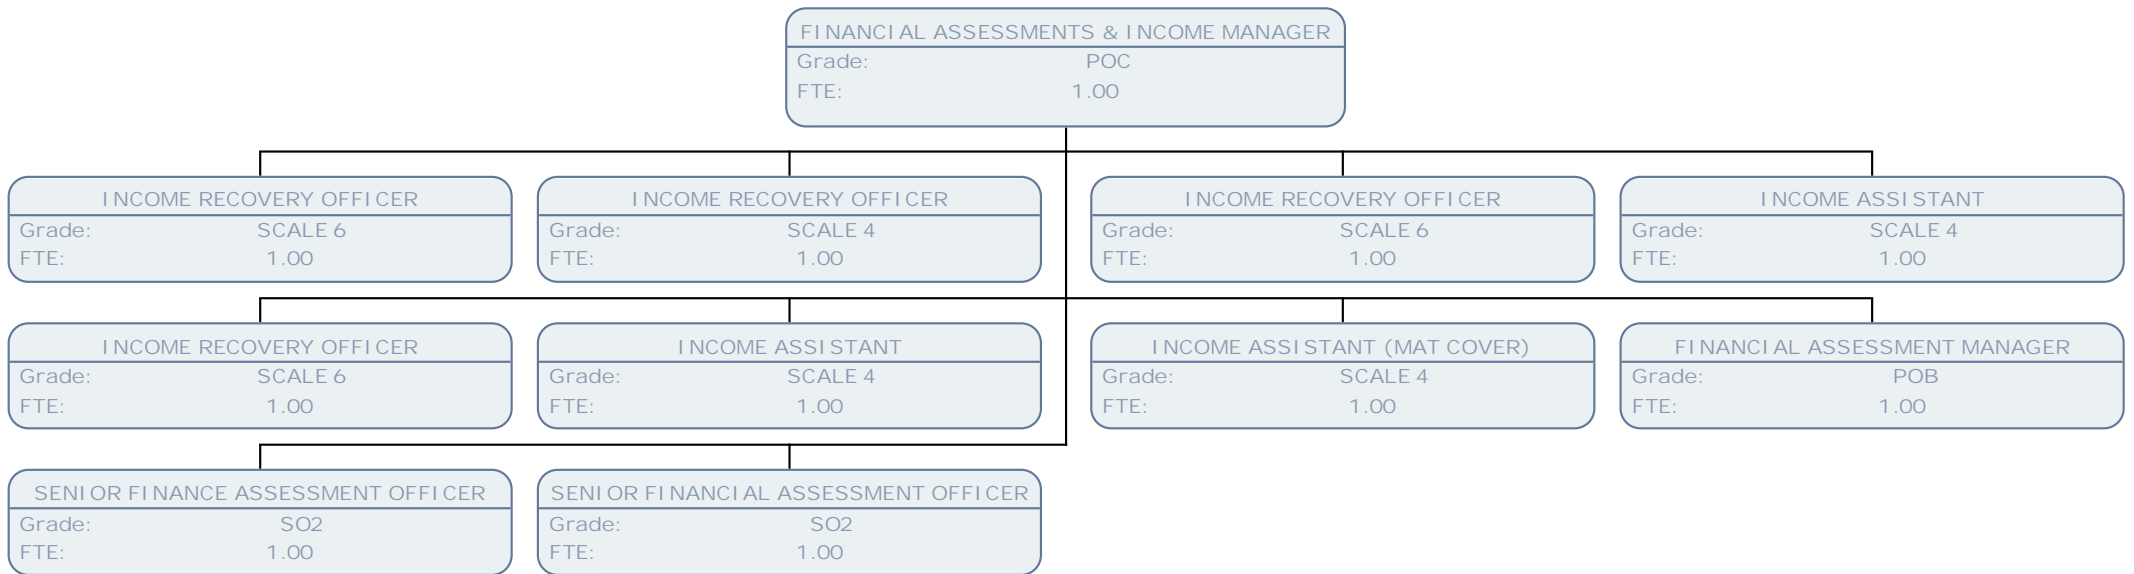 FINANCIAL ASSESSMENTS & INCOME MANAGER
Grade: POC
FTE: 1.00
INCOME RECOVERY OFFICER
Grade: SCALE 6
FTE: 1.00
INCOME RECOVERY OFFICER
Grade: SCALE 4
FTE: 1.00
INCOME RECOVERY OFFICER
Grade: SCALE 6
FTE: 1.00
INCOME ASSISTANT
Grade: SCALE 4
FTE: 1.00
INCOME RECOVERY OFFICER
Grade: SCALE 6
FTE: 1.00
INCOME ASSISTANT
Grade: SCALE 4
FTE: 1.00
INCOME ASSISTANT (MAT COVER)
Grade: SCALE 4
FTE: 1.00
FINANCIAL ASSESSMENT MANAGER
Grade: POB
FTE: 1.00
SENIOR FINANCE ASSESSMENT OFFICER
Grade: SO2
FTE: 1.00
SENIOR FINANCIAL ASSESSMENT OFFICER
Grade: SO2
FTE: 1.00